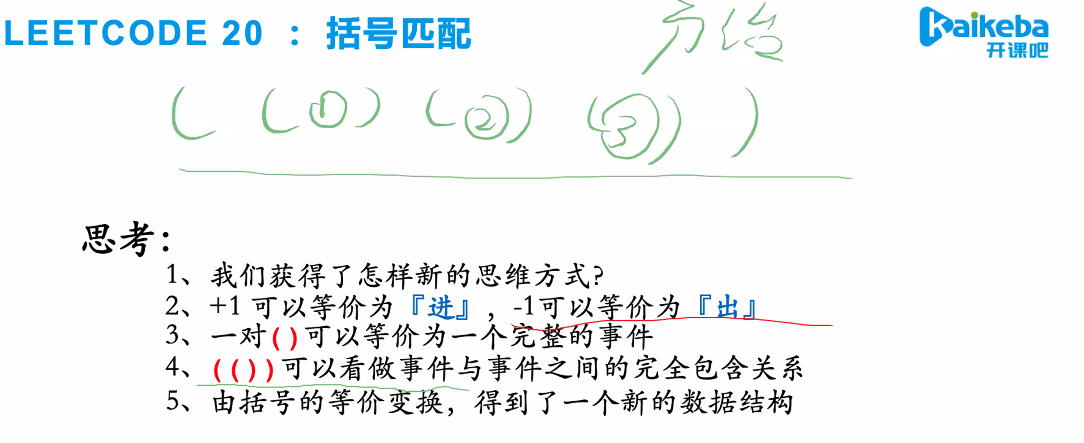 LEETCODE 20 : 括号匹配
分治
kaikeba
开课吧
( (①) (②) (③) )
思考：
1、我们获得了怎样新的思维方式?
2、+1 可以等价为『进』，-1可以等价为『出』
3、一对()可以等价为一个完整的事件
4、(())可以看做事件与事件之间的完全包含关系
5、由括号的等价变换，得到了一个新的数据结构